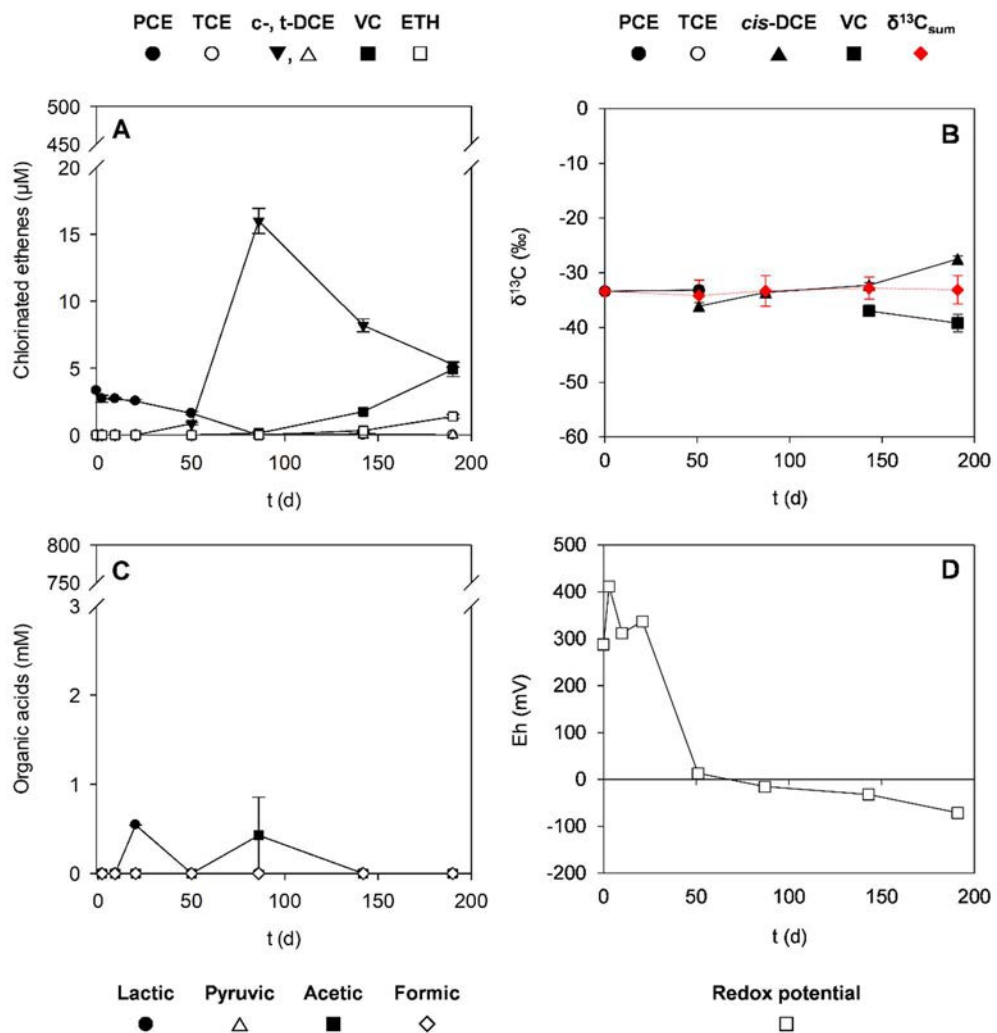 PCE TCE c-, t-DCE VC ETH
● ○ ▼, △ ■ □
PCE TCE cis-DCE VC δ¹³Csum
● ○ ▲ ■ ◆
A
500
450
20
15
10
5
0
Chlorinated ethenes (µM)
0 50 100 150 200
t (d)
B
0
-10
-20
-30
-40
-50
-60
δ¹³C (‰)
0 50 100 150 200
t (d)
C
800
750
3
2
1
0
Organic acids (mM)
0 50 100 150 200
t (d)
D
500
400
300
200
100
0
-100
-200
Eh (mV)
0 50 100 150 200
t (d)
Lactic Pyruvic Acetic Formic
● △ ■ ◇
Redox potential
□